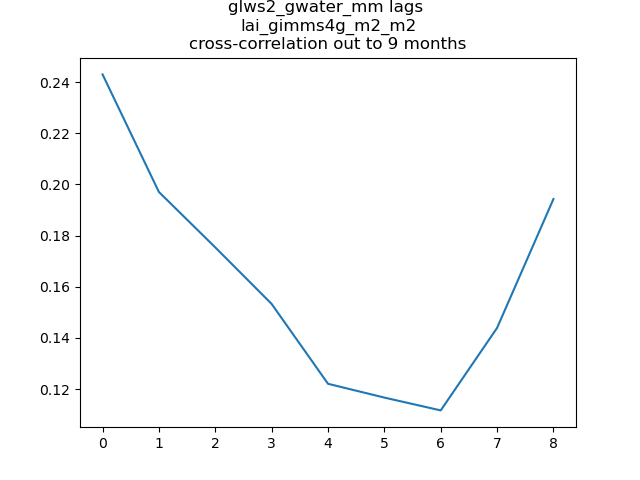 glws2_gwater_mm lags
lai_gimms4g_m2_m2
cross-correlation out to 9 months
0.24
0.22
0.20
0.18
0.16
0.14
0.12
0 1 2 3 4 5 6 7 8